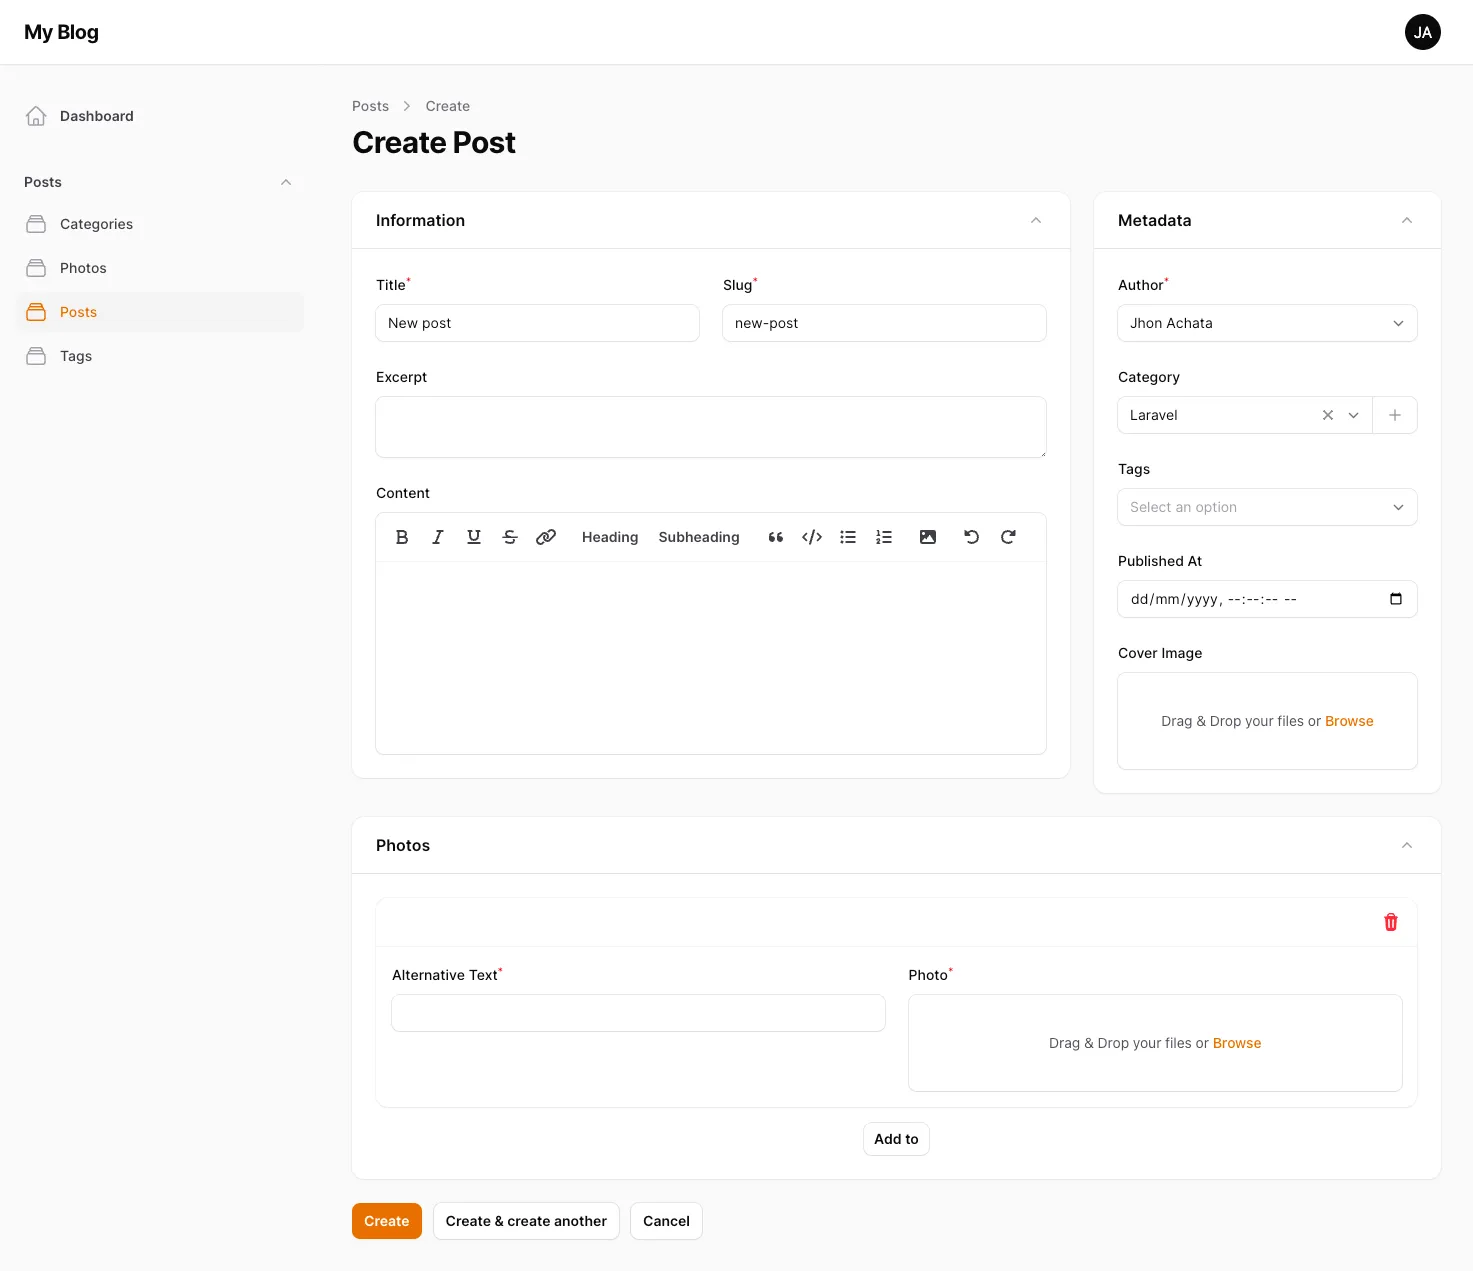 My Blog
JA
Dashboard
Posts
Categories
Photos
Posts
Tags
Posts > Create
Create Post
Information
Title*
Slug*
New post
new-post
Excerpt
Content
Heading Subheading
Metadata
Author*
Jhon Achata
Category
Laravel
Tags
Select an option
Published At
dd/mm/yyyy, --:--:-- --
Cover Image
Drag & Drop your files or Browse
Photos
Alternative Text*
Photo*
Drag & Drop your files or Browse
Add to
Create
Create & create another
Cancel